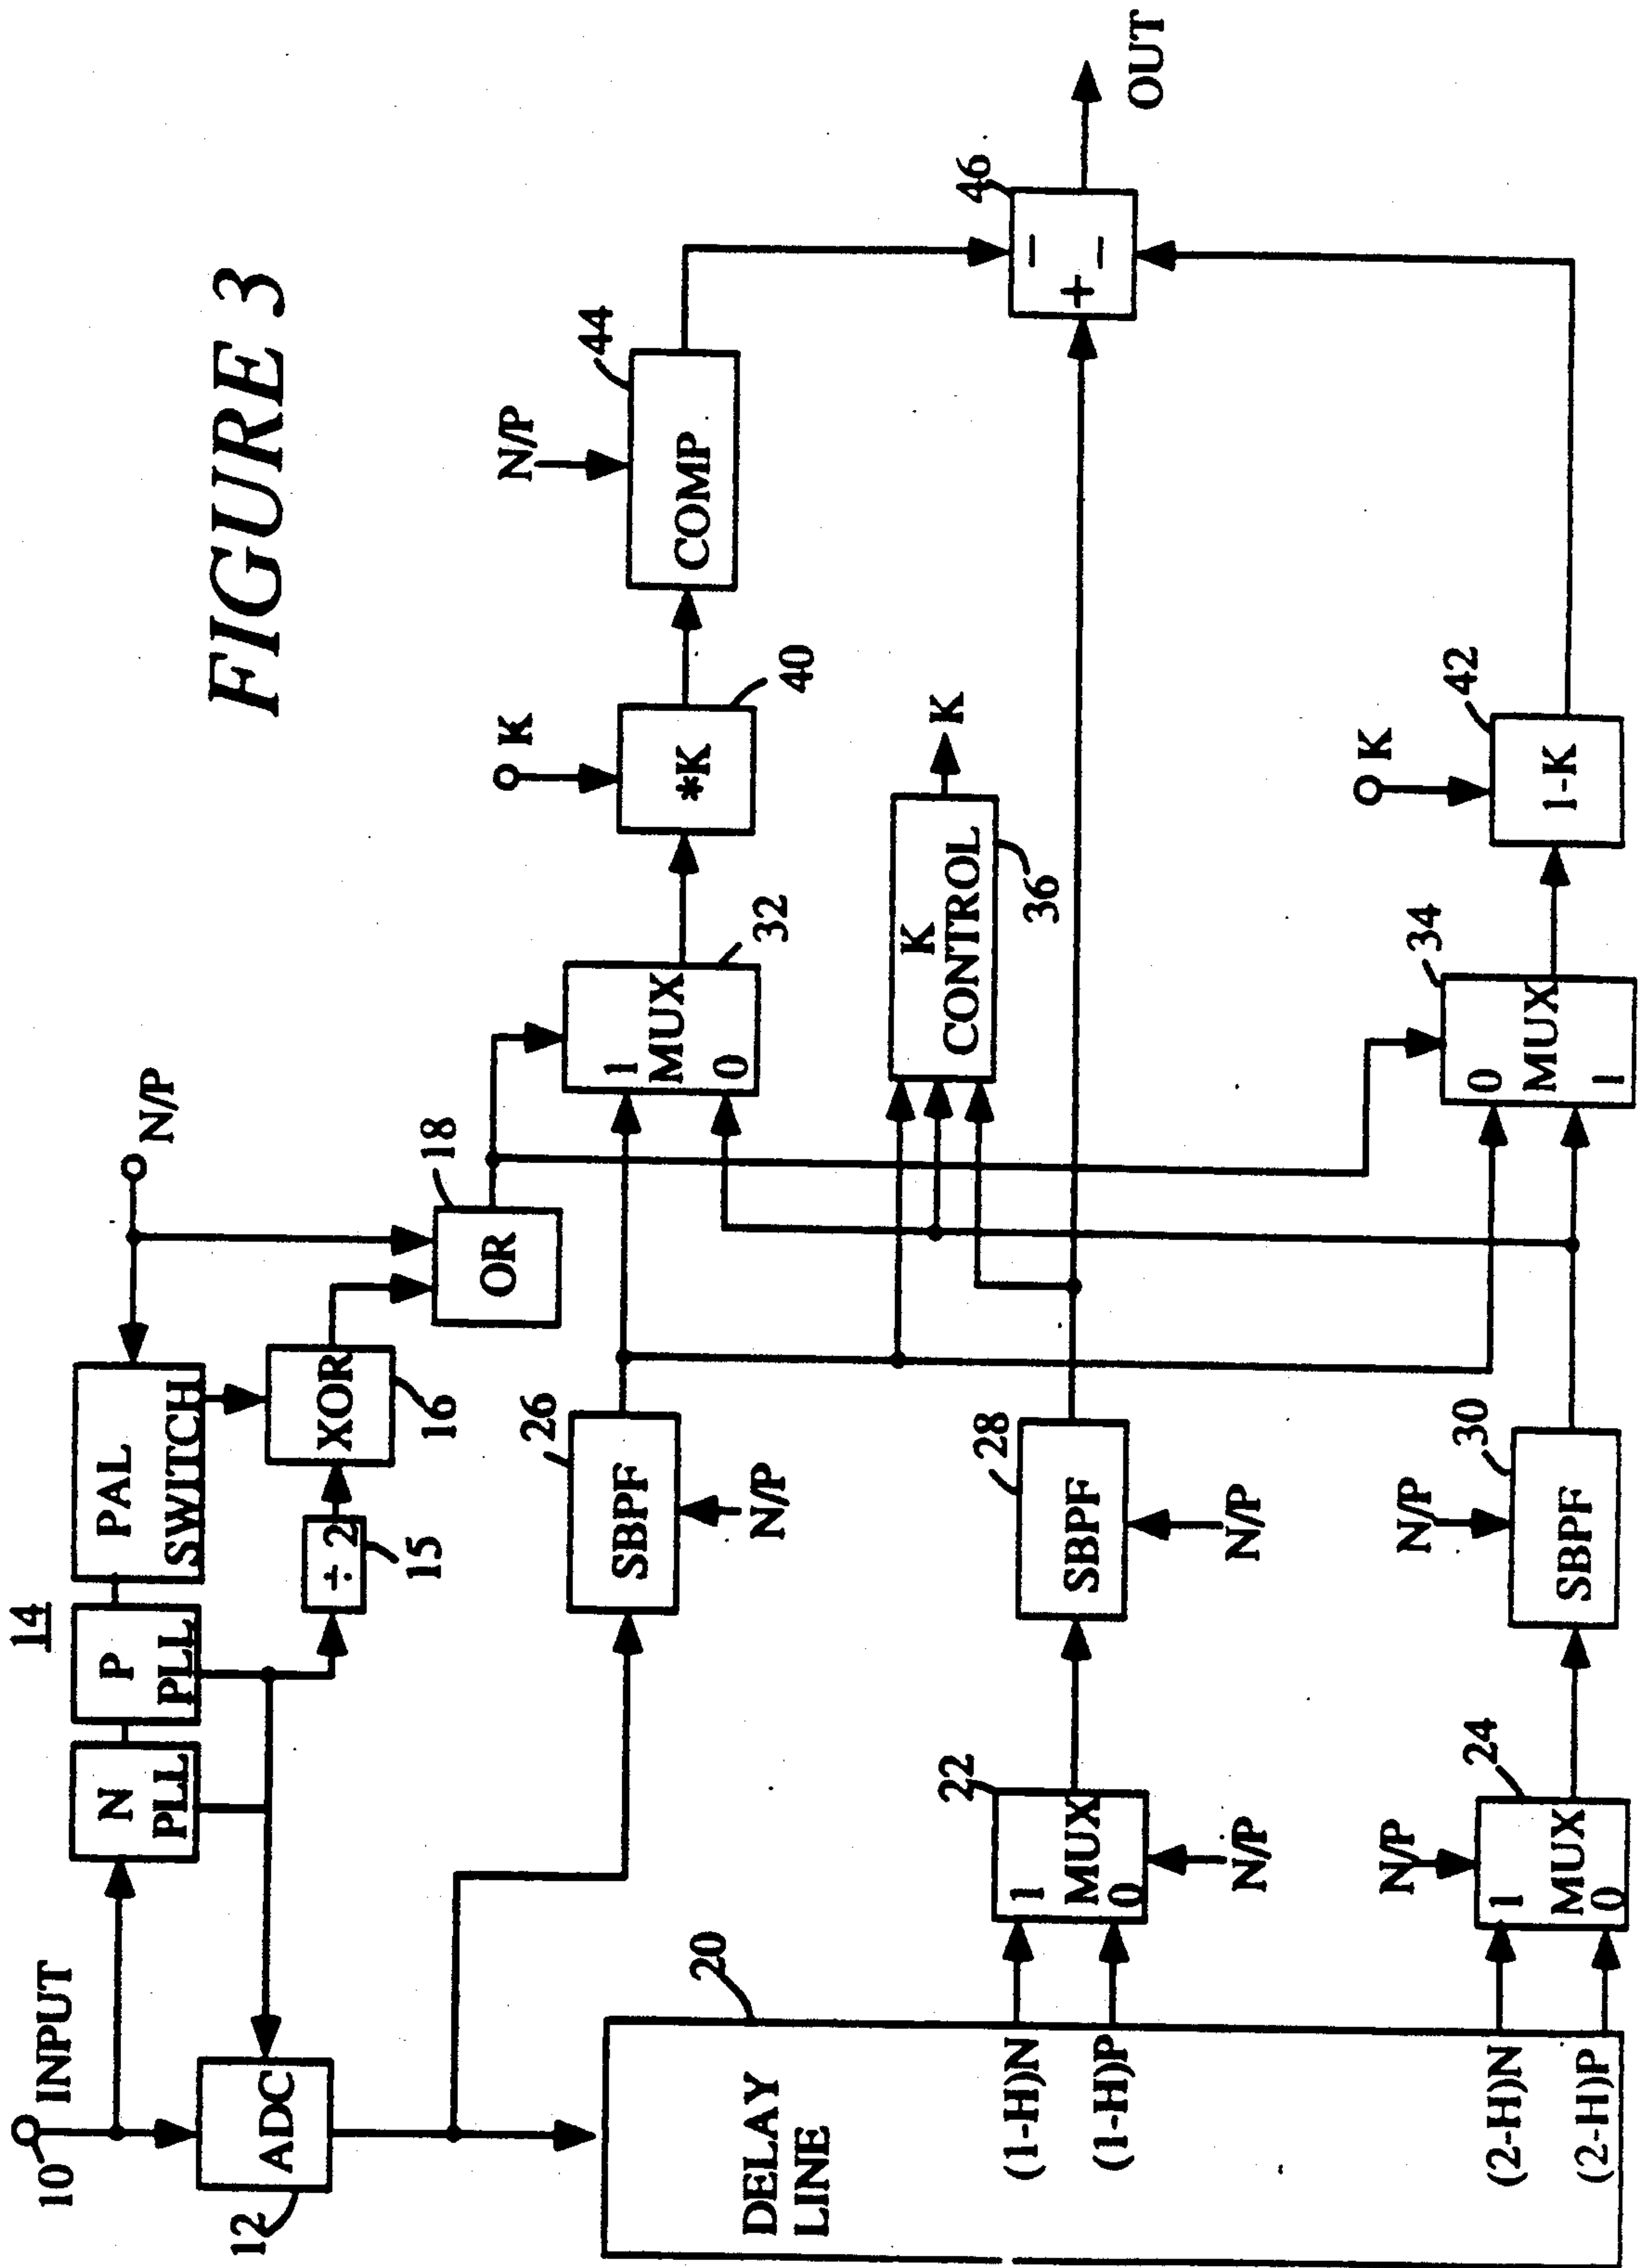 FIGURE 3
10
INPUT
14
N
PLL
P
PLL
PAL
SWITCH
N/P
12
ADC
÷ 2
15
XOR
16
OR
18
26
SBPF
N/P
1
MUX
0
32
K
*K
40
N/P
COMP
44
DELAY
LINE
20
(1-H)N
(1-H)P
(2-H)N
(2-H)P
22
1
MUX
0
N/P
28
SBPF
N/P
K
CONTROL
36
K
46
−
+
−
OUT
24
N/P
1
MUX
0
30
N/P
SBPF
34
0
MUX
1
K
42
1-K